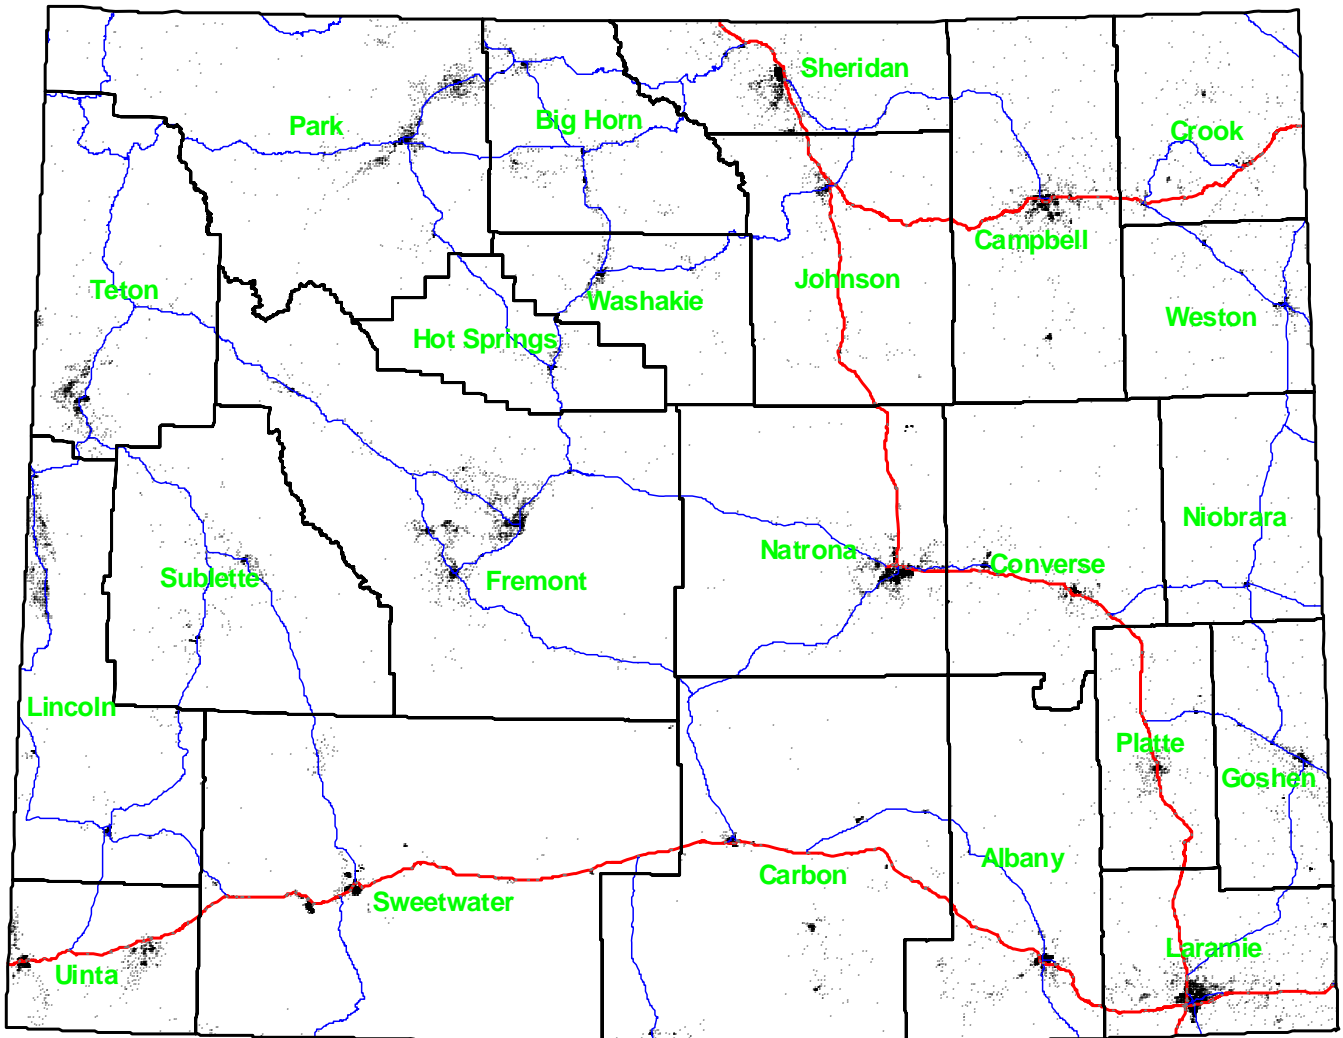 Sheridan
Park
Big Horn
Crook
Campbell
Teton
Johnson
Washakie
Weston
Hot Springs
Niobrara
Natrona
Converse
Sublette
Fremont
Lincoln
Platte
Goshen
Albany
Carbon
Sweetwater
Laramie
Uinta